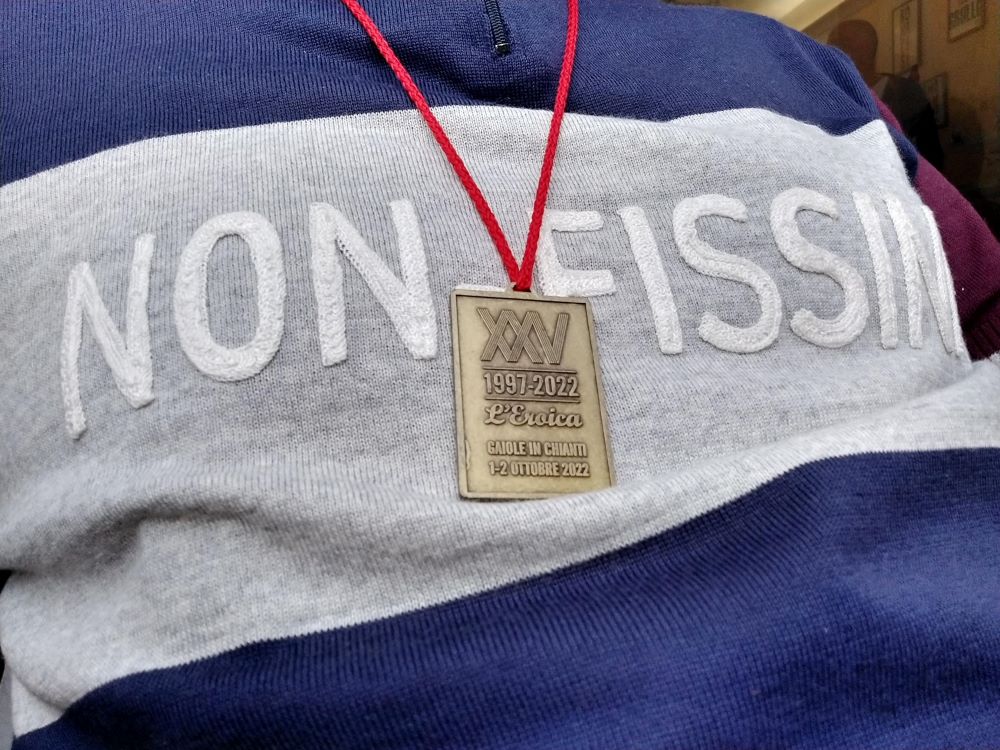 NON FISSIN
XXV
1997-2022
L'Eroica
GAIOLE IN CHIANTI
1-2 OTTOBRE 2022